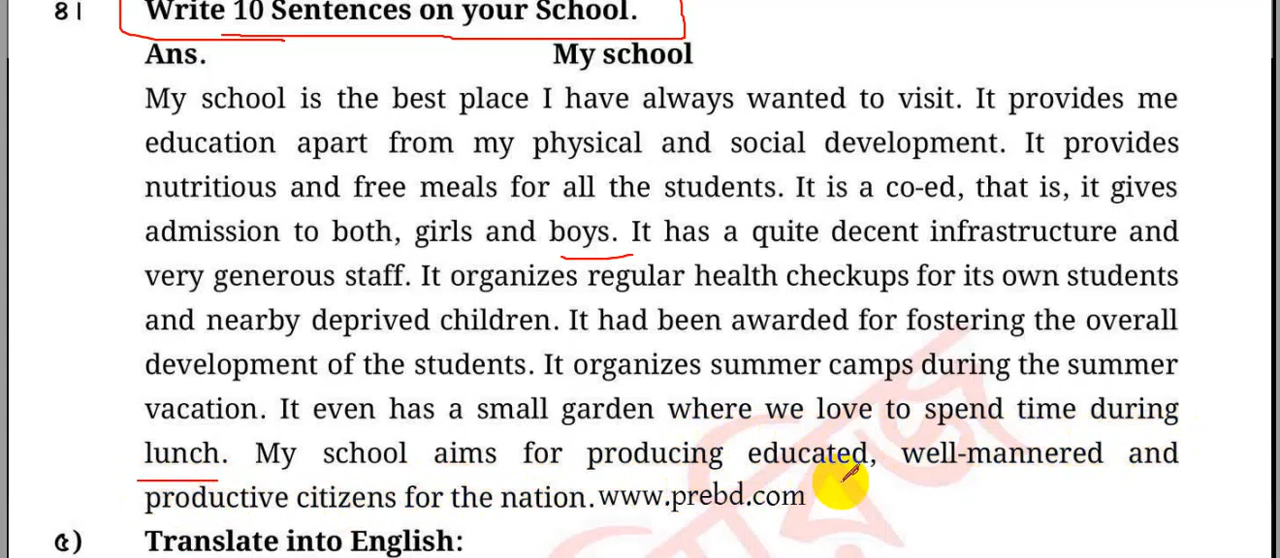 ৪। Write 10 Sentences on your School.
Ans. My school
My school is the best place I have always wanted to visit. It provides me
education apart from my physical and social development. It provides
nutritious and free meals for all the students. It is a co-ed, that is, it gives
admission to both, girls and boys. It has a quite decent infrastructure and
very generous staff. It organizes regular health checkups for its own students
and nearby deprived children. It had been awarded for fostering the overall
development of the students. It organizes summer camps during the summer
vacation. It even has a small garden where we love to spend time during
lunch. My school aims for producing educated, well-mannered and
productive citizens for the nation. www.prebd.com
৫) Translate into English: